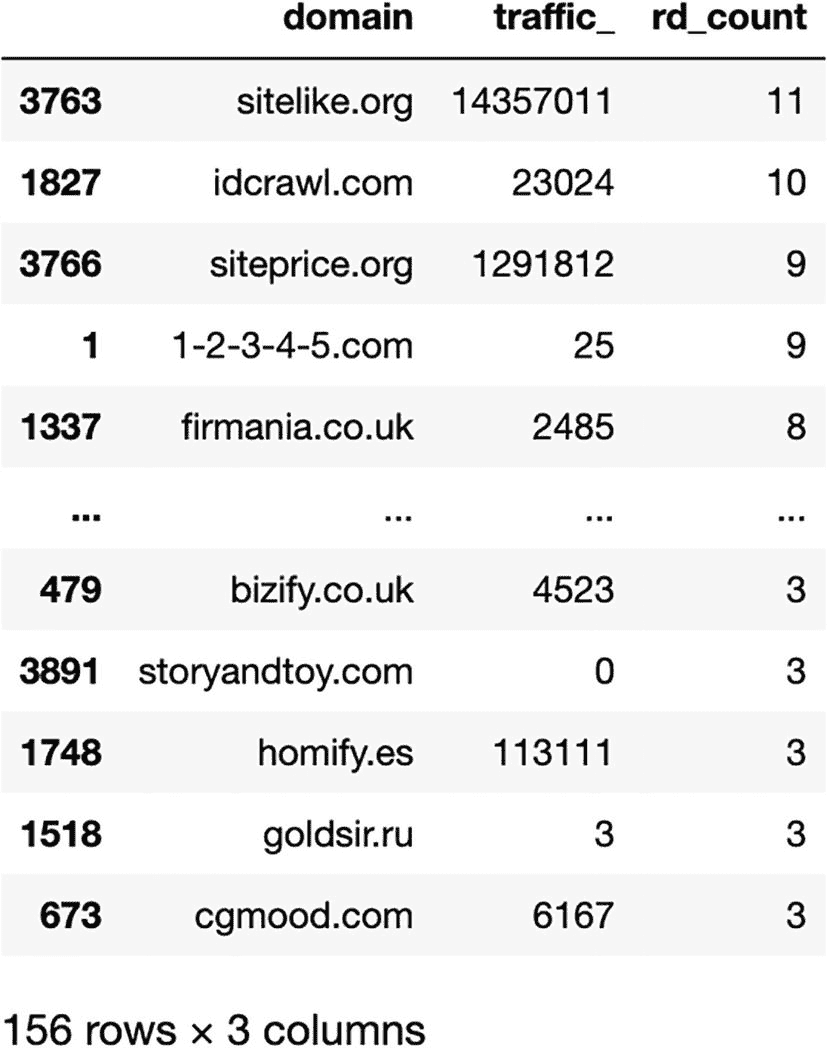 domain traffic_ rd_count
3763 sitelike.org 14357011 11
1827 idcrawl.com 23024 10
3766 siteprice.org 1291812 9
1 1-2-3-4-5.com 25 9
1337 firmania.co.uk 2485 8
... ... ... ...
479 bizify.co.uk 4523 3
3891 storyandtoy.com 0 3
1748 homify.es 113111 3
1518 goldsir.ru 3 3
673 cgmood.com 6167 3
156 rows × 3 columns